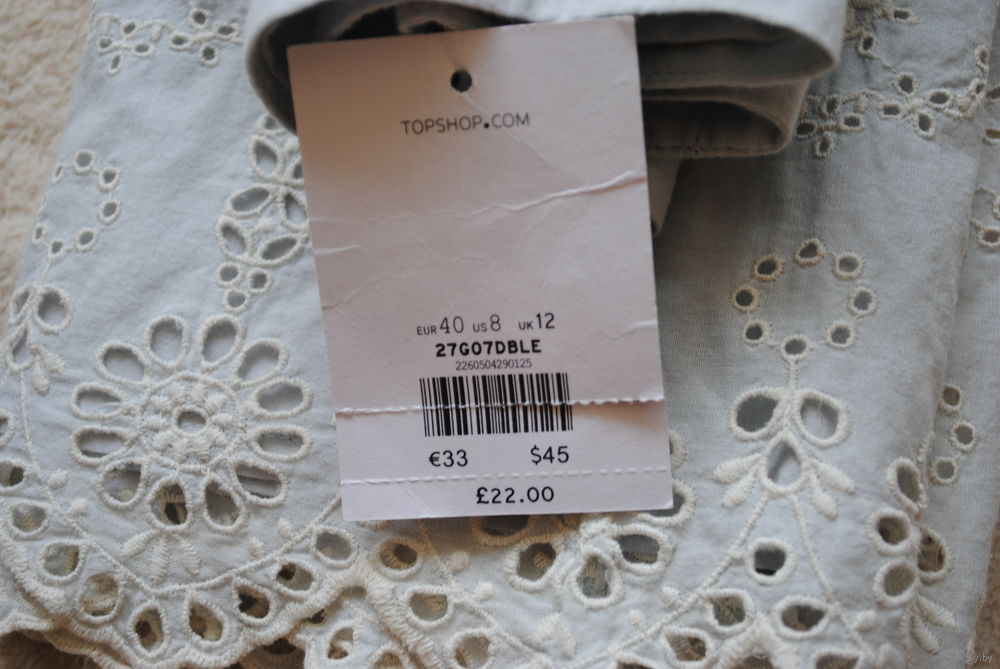 TOPSHOP.COM
EUR 40 US 8 UK 12
27G07DBLE
2260504290125
€33 $45
£22.00